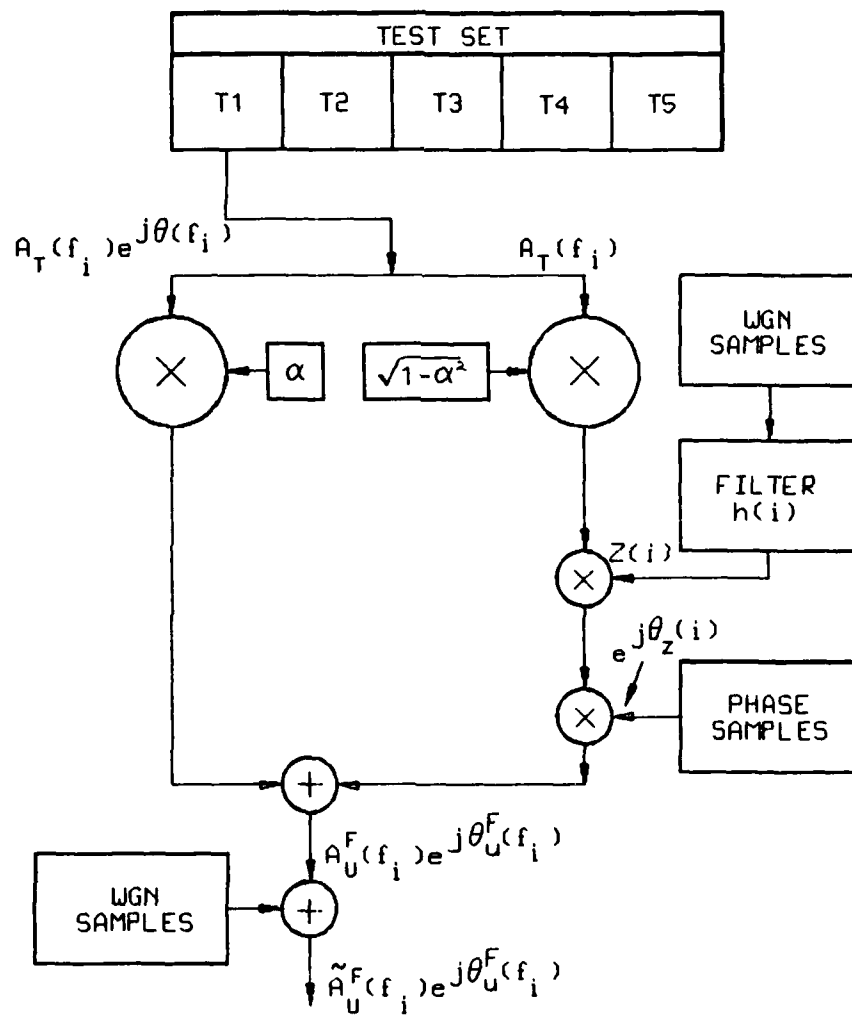 TEST SET
T1 T2 T3 T4 T5
A_T(f_i)e^{jθ(f_i)}
A_T(f_i)
×
α
√1-α²
×
WGN
SAMPLES
FILTER
h(i)
Z(i)
×
e^{jθ_z(i)}
×
PHASE
SAMPLES
+
A_U^F(f_i)e^{jθ_u^F(f_i)}
WGN
SAMPLES
+
Ã_U^F(f_i)e^{jθ_u^F(f_i)}